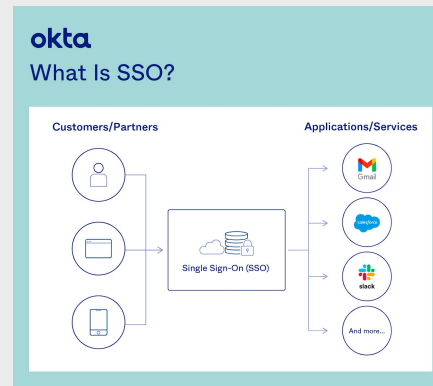 okta
What Is SSO?
Customers/Partners
Applications/Services
Gmail
salesforce
Single Sign-On (SSO)
slack
And more...